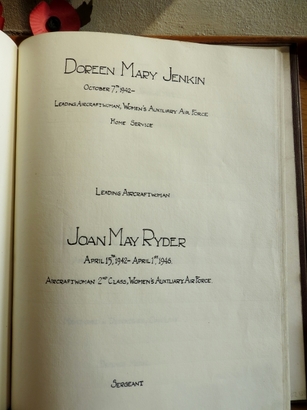 DOREEN MARY JENKIN
OCTOBER 7TH 1942-
LEADING AIRCRAFTWOMAN, WOMEN'S AUXILIARY AIR FORCE
HOME SERVICE
LEADING AIRCRAFTWOMAN
JOAN MAY RYDER
APRIL 15TH 1942- APRIL 1ST 1946.
AIRCRAFTWOMAN 2ND CLASS, WOMEN'S AUXILIARY AIR FORCE
SERGEANT